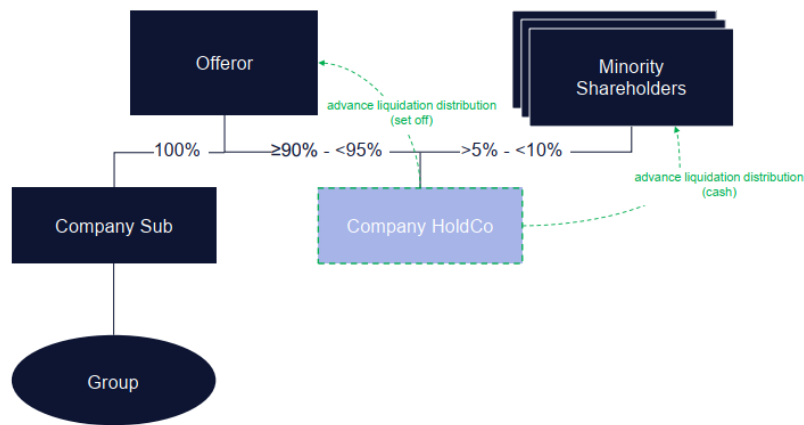 Offeror
Minority
Shareholders
advance liquidation distribution
(set off)
100%
≥90% - <95%
>5% - <10%
advance liquidation distribution
(cash)
Company Sub
Company HoldCo
Group